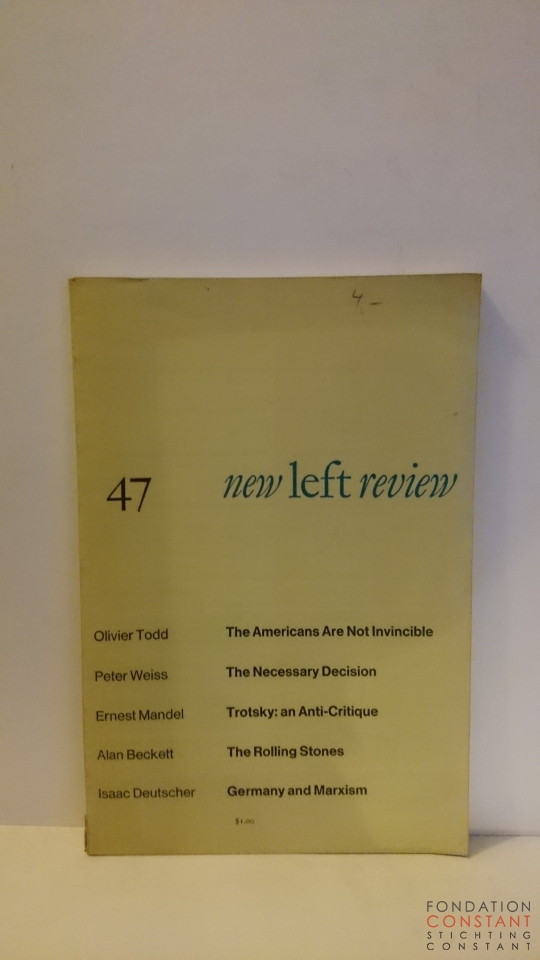 4 –
47 new left review
Olivier Todd The Americans Are Not Invincible
Peter Weiss The Necessary Decision
Ernest Mandel Trotsky: an Anti-Critique
Alan Beckett The Rolling Stones
Isaac Deutscher Germany and Marxism
$1.00
FONDATION
CONSTANT
STICHTING
CONSTANT